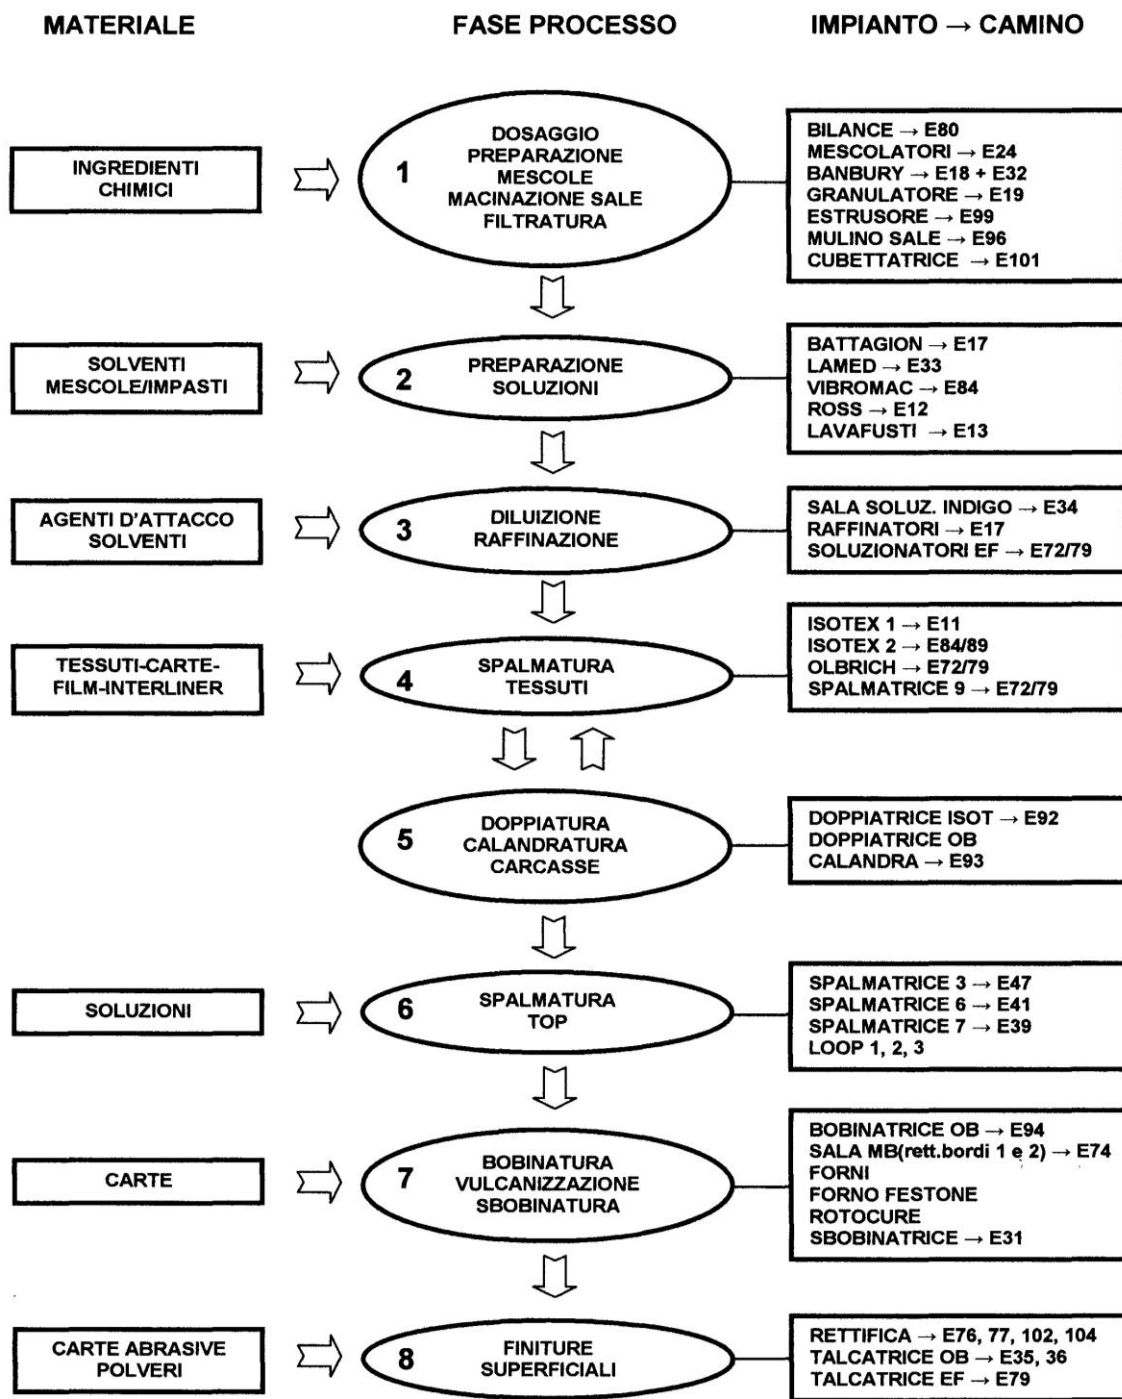 MATERIALE
FASE PROCESSO
IMPIANTO → CAMINO
INGREDIENTI
CHIMICI
1
DOSAGGIO
PREPARAZIONE
MESCOLE
MACINAZIONE SALE
FILTRATURA
BILANCE → E80
MESCOLATORI → E24
BANBURY → E18 + E32
GRANULATORE → E19
ESTRUSORE → E99
MULINO SALE → E96
CUBETTATRICE → E101
SOLVENTI
MESCOLE/IMPASTI
2
PREPARAZIONE
SOLUZIONI
BATTAGION → E17
LAMED → E33
VIBROMAC → E84
ROSS → E12
LAVAFUSTI → E13
AGENTI D'ATTACCO
SOLVENTI
3
DILUIZIONE
RAFFINAZIONE
SALA SOLUZ. INDIGO → E34
RAFFINATORI → E17
SOLUZIONATORI EF → E72/79
TESSUTI-CARTE-
FILM-INTERLINER
4
SPALMATURA
TESSUTI
ISOTEX 1 → E11
ISOTEX 2 → E84/89
OLBRICH → E72/79
SPALMATRICE 9 → E72/79
5
DOPPIATURA
CALANDRATURA
CARCASSE
DOPPIATRICE ISOT → E92
DOPPIATRICE OB
CALANDRA → E93
SOLUZIONI
6
SPALMATURA
TOP
SPALMATRICE 3 → E47
SPALMATRICE 6 → E41
SPALMATRICE 7 → E39
LOOP 1, 2, 3
CARTE
7
BOBINATURA
VULCANIZZAZIONE
SBOBINATURA
BOBINATRICE OB → E94
SALA MB(rett.bordi 1 e 2) → E74
FORNI
FORNO FESTONE
ROTOCURE
SBOBINATRICE → E31
CARTE ABRASIVE
POLVERI
8
FINITURE
SUPERFICIALI
RETTIFICA → E76, 77, 102, 104
TALCATRICE OB → E35, 36
TALCATRICE EF → E79